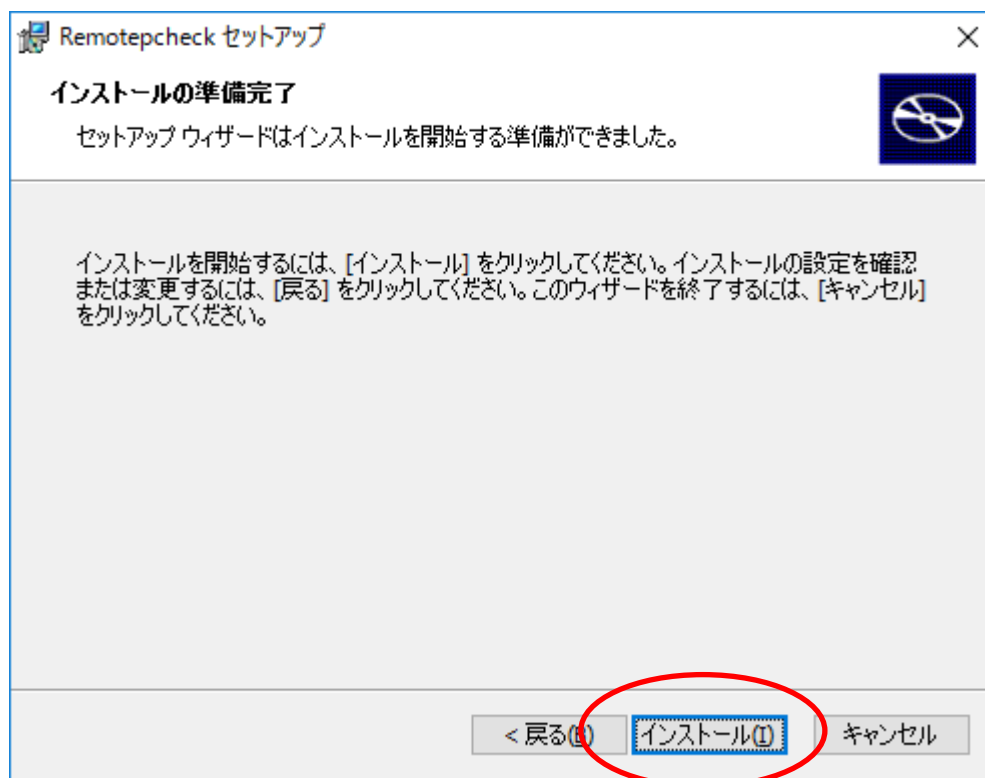 Remotepcheck セットアップ
インストールの準備完了
セットアップ ウィザードはインストールを開始する準備ができました。
インストールを開始するには、[インストール] をクリックしてください。インストールの設定を確認
または変更するには、[戻る] をクリックしてください。このウィザードを終了するには、[キャンセル]
をクリックしてください。
< 戻る(B) インストール(I) キャンセル